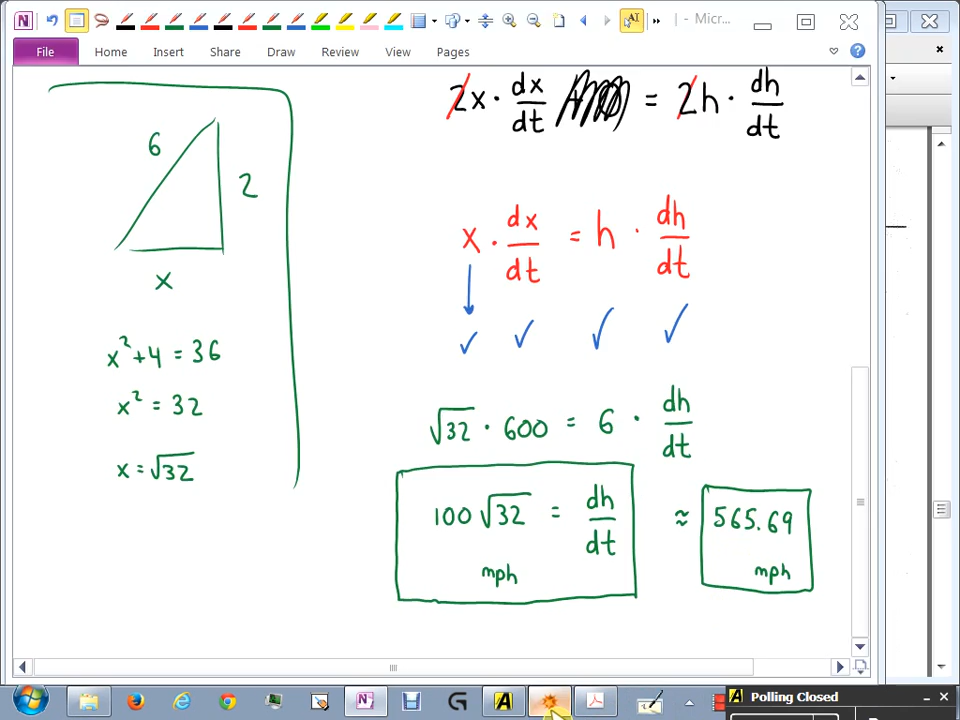 - Micr...
File Home Insert Share Draw Review View Pages
2x · dx/dt = 2h · dh/dt
6
2
x
x · dx/dt = h · dh/dt
x² + 4 = 36
x² = 32
x = √32
√32 · 600 = 6 · dh/dt
100√32 = dh/dt
mph
≈ 565.69
mph
Polling Closed